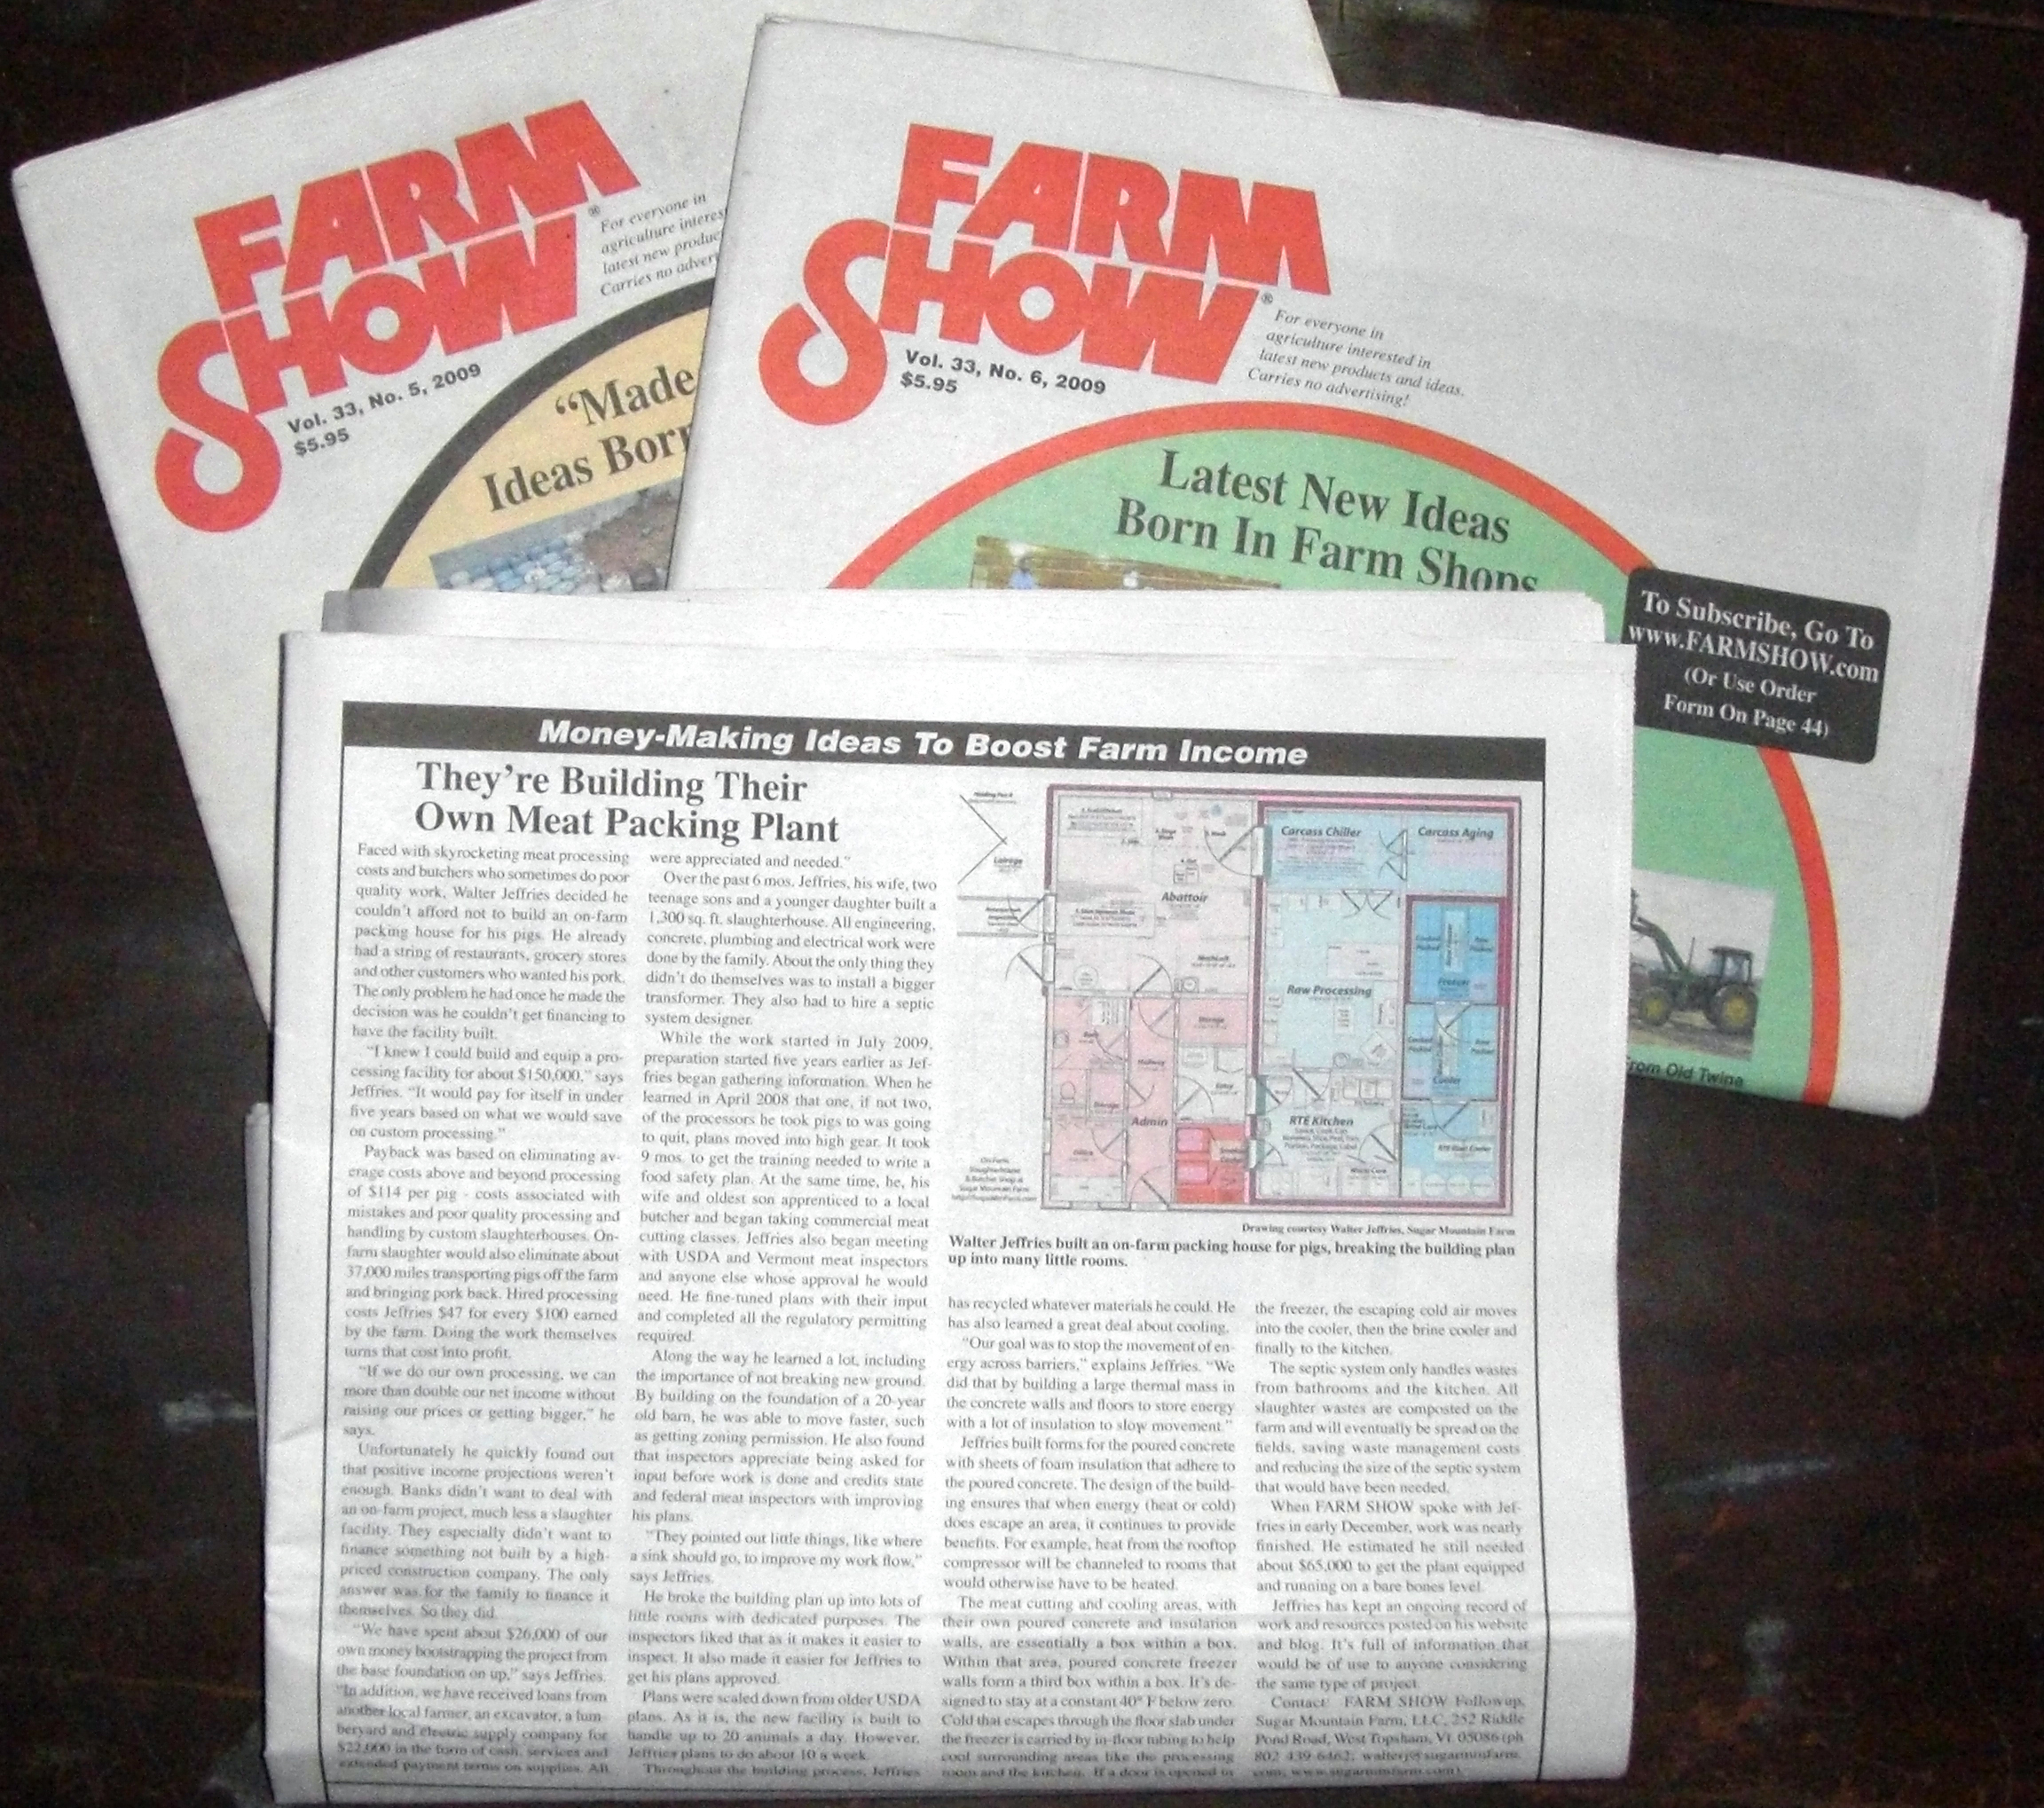 FARM
SHOW®
Vol. 33, No. 5, 2009
$5.95
For everyone in
agriculture
latest new
Carries no
"Made
Ideas
FARM
SHOW®
Vol. 33, No. 6, 2009
$5.95
For everyone in
agriculture interested in
latest new products and ideas.
Carries no advertising!
Latest New Ideas
Born In Farm Shops
To Subscribe, Go To
www.FARMSHOW.com
(Or Use Order
Form On Page 44)
From Old Twine
Money-Making Ideas To Boost Farm Income
They're Building Their
Own Meat Packing Plant
Faced with skyrocketing meat processing
costs and butchers who sometimes do poor
quality work, Walter Jeffries decided he
couldn't afford not to build an on-farm
packing house for his pigs. He already
had a string of restaurants, grocery stores
and other customers who wanted his pork.
The only problem he had once he made the
decision was he couldn't get financing to
have the facility built.
"I knew I could build and equip a pro-
cessing facility for about $150,000," says
Jeffries. "It would pay for itself in under
five years based on what we would save
on custom processing."
Payback was based on eliminating av-
erage costs above and beyond processing
of $114 per pig - costs associated with
mistakes and poor quality processing and
handling by custom slaughterhouses. On-
farm slaughter would also eliminate about
37,000 miles transporting pigs off the farm
and bringing pork back. Hired processing
costs Jeffries $47 for every $100 earned
by the farm. Doing the work themselves
turns that cost into profit.
"If we do our own processing, we can
more than double our net income without
raising our prices or getting bigger," he
says.
Unfortunately he quickly found out
that positive income projections weren't
enough. Banks didn't want to deal with
an on-farm project, much less a slaughter
facility. They especially didn't want to
finance something not built by a high-
priced construction company. The only
answer was for the family to finance it
themselves. So they did.
"We have spent about $26,000 of our
own money bootstrapping the project from
the base foundation on up," says Jeffries.
"In addition, we have received loans from
another local farmer, an excavator, a lum-
beryard and electric supply company for
$22,000 in the form of cash, services and
extended payment terms on supplies. All
were appreciated and needed."
Over the past 6 mos. Jeffries, his wife, two
teenage sons and a younger daughter built a
1,300 sq. ft. slaughterhouse. All engineering,
concrete, plumbing and electrical work were
done by the family. About the only thing they
didn't do themselves was to install a bigger
transformer. They also had to hire a septic
system designer.
While the work started in July 2009,
preparation started five years earlier as Jef-
fries began gathering information. When he
learned in April 2008 that one, if not two,
of the processors he took pigs to was going
to quit, plans moved into high gear. It took
9 mos. to get the training needed to write a
food safety plan. At the same time, he, his
wife and oldest son apprenticed to a local
butcher and began taking commercial meat
cutting classes. Jeffries also began meeting
with USDA and Vermont meat inspectors
and anyone else whose approval he would
need. He fine-tuned plans with their input
and completed all the regulatory permitting
required.
Along the way he learned a lot, including
the importance of not breaking new ground.
By building on the foundation of a 20-year
old barn, he was able to move faster, such
as getting zoning permission. He also found
that inspectors appreciate being asked for
input before work is done and credits state
and federal meat inspectors with improving
his plans.
"They pointed out little things, like where
a sink should go, to improve my work flow,"
says Jeffries.
He broke the building plan up into lots of
little rooms with dedicated purposes. The
inspectors liked that as it makes it easier to
inspect. It also made it easier for Jeffries to
get his plans approved.
Plans were scaled down from older USDA
plans. As it is, the new facility is built to
handle up to 20 animals a day. However,
Jeffries plans to do about 10 a week.
Throughout the building process, Jeffries
Lairage
Abattoir
Carcass Chiller
Carcass Aging
Raw Processing
Freezer
Storage
Hallway
Entry
Office
Admin
RTE Kitchen
Cooler
Drawing courtesy Walter Jeffries, Sugar Mountain Farm
Walter Jeffries built an on-farm packing house for pigs, breaking the building plan
up into many little rooms.
has recycled whatever materials he could. He
has also learned a great deal about cooling.
"Our goal was to stop the movement of en-
ergy across barriers," explains Jeffries. "We
did that by building a large thermal mass in
the concrete walls and floors to store energy
with a lot of insulation to slow movement."
Jeffries built forms for the poured concrete
with sheets of foam insulation that adhere to
the poured concrete. The design of the build-
ing ensures that when energy (heat or cold)
does escape an area, it continues to provide
benefits. For example, heat from the rooftop
compressor will be channeled to rooms that
would otherwise have to be heated.
The meat cutting and cooling areas, with
their own poured concrete and insulation
walls, are essentially a box within a box.
Within that area, poured concrete freezer
walls form a third box within a box. It's de-
signed to stay at a constant 40° F below zero.
Cold that escapes through the floor slab under
the freezer is carried by in-floor tubing to help
cool surrounding areas like the processing
room and the kitchen. If a door is opened in
the freezer, the escaping cold air moves
into the cooler, then the brine cooler and
finally to the kitchen.
The septic system only handles wastes
from bathrooms and the kitchen. All
slaughter wastes are composted on the
farm and will eventually be spread on the
fields, saving waste management costs
and reducing the size of the septic system
that would have been needed.
When FARM SHOW spoke with Jef-
fries in early December, work was nearly
finished. He estimated he still needed
about $65,000 to get the plant equipped
and running on a bare bones level.
Jeffries has kept an ongoing record of
work and resources posted on his website
and blog. It's full of information that
would be of use to anyone considering
the same type of project.
Contact: FARM SHOW Followup,
Sugar Mountain Farm, LLC, 252 Riddle
Pond Road, West Topsham, Vt. 05086 (ph
802 439-6462; walterj@sugarmtnfarm.
com; www.sugarmtnfarm.com).